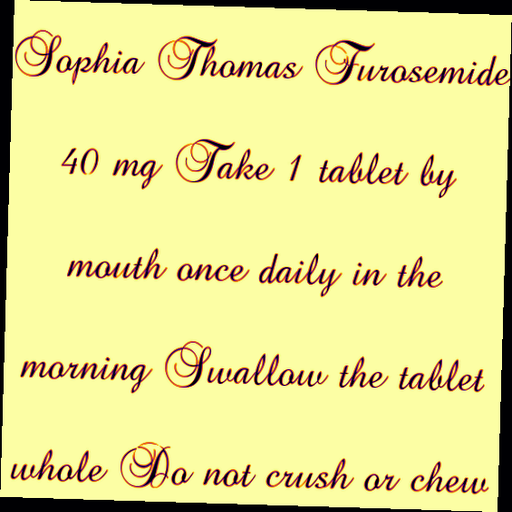 Sophia Thomas Furosemide
40 mg Take 1 tablet by
mouth once daily in the
morning Swallow the tablet
whole Do not crush or chew